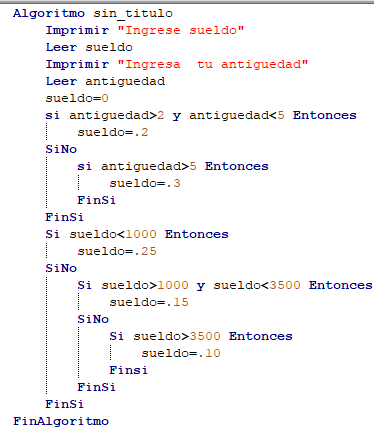 Algoritmo sin_titulo
Imprimir "Ingrese sueldo"
Leer sueldo
Imprimir "Ingresa  tu antiguedad"
Leer antiguedad
sueldo=0
si antiguedad>2 y antiguedad<5 Entonces
sueldo=.2
SiNo
si antiguedad>5 Entonces
sueldo=.3
FinSi
FinSi
Si sueldo<1000 Entonces
sueldo=.25
SiNo
Si sueldo>1000 y sueldo<3500 Entonces
sueldo=.15
SiNo
Si sueldo>3500 Entonces
sueldo=.10
Finsi
FinSi
FinSi
FinAlgoritmo